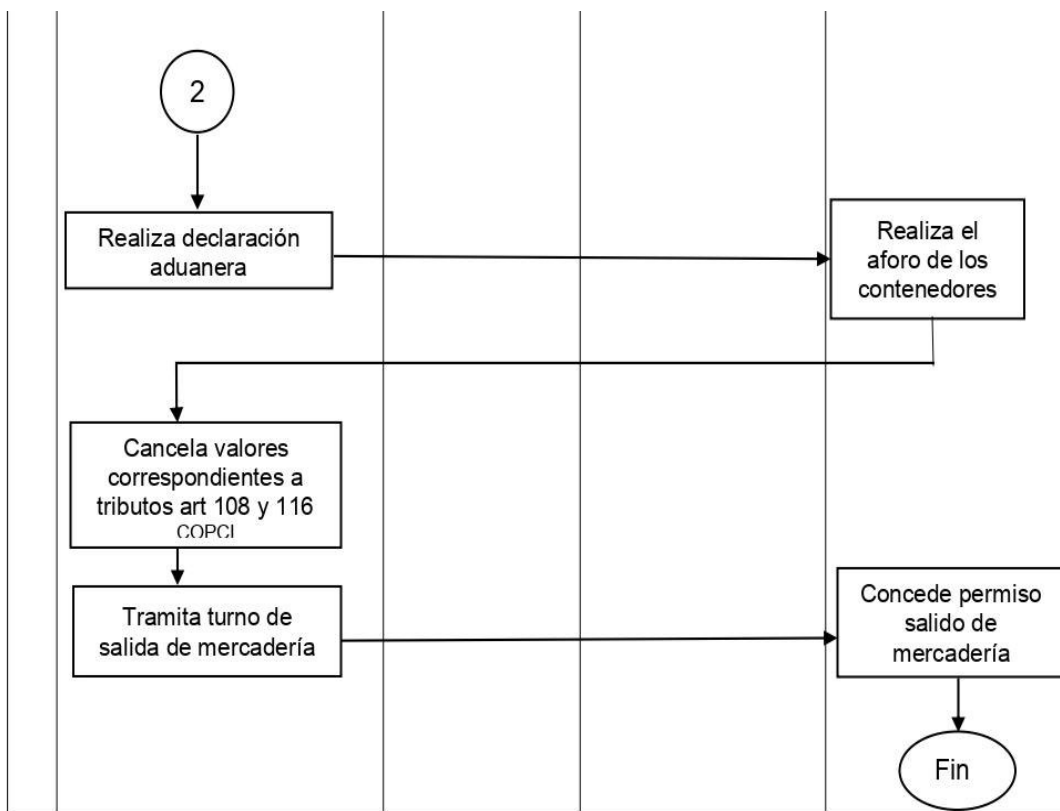 2
Realiza declaración
aduanera
Realiza el
aforo de los
contenedores
Cancela valores
correspondientes a
tributos art 108 y 116
COPCI
Tramita turno de
salida de mercadería
Concede permiso
salido de
mercadería
Fin